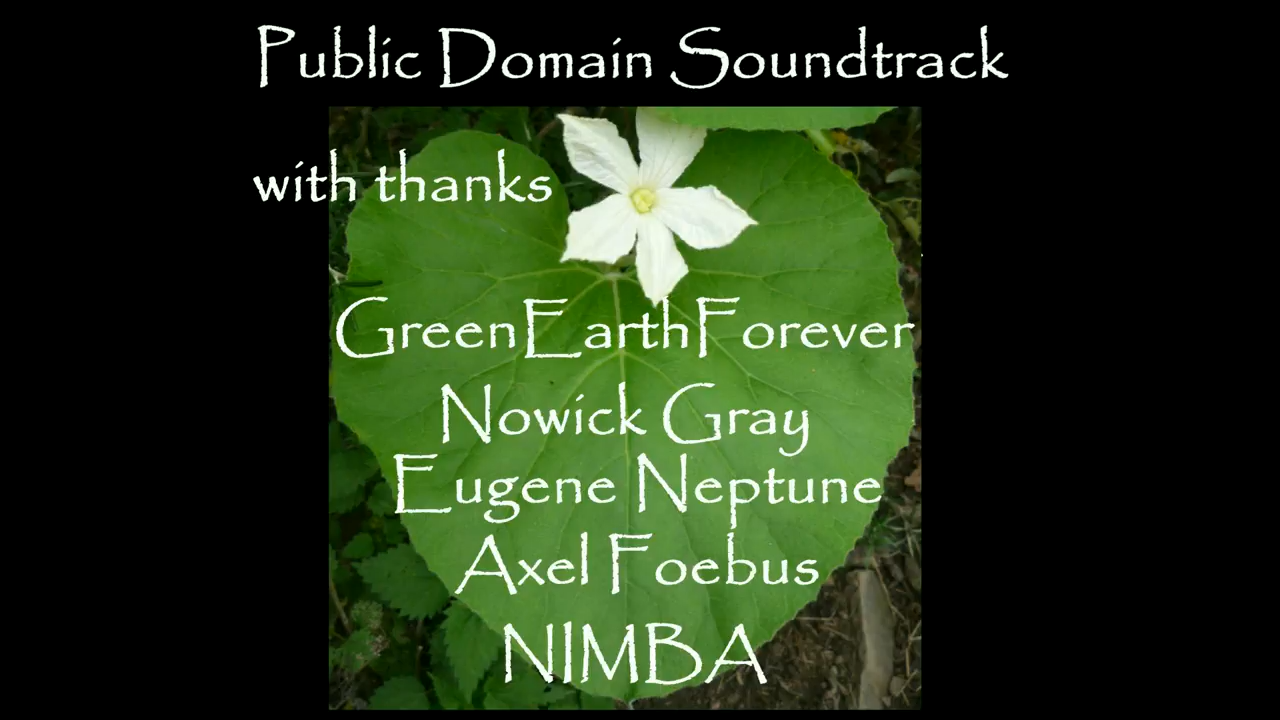 Public Domain Soundtrack
with thanks
GreenEarthForever
Nowick Gray
Eugene Neptune
Axel Foebus
NIMBA